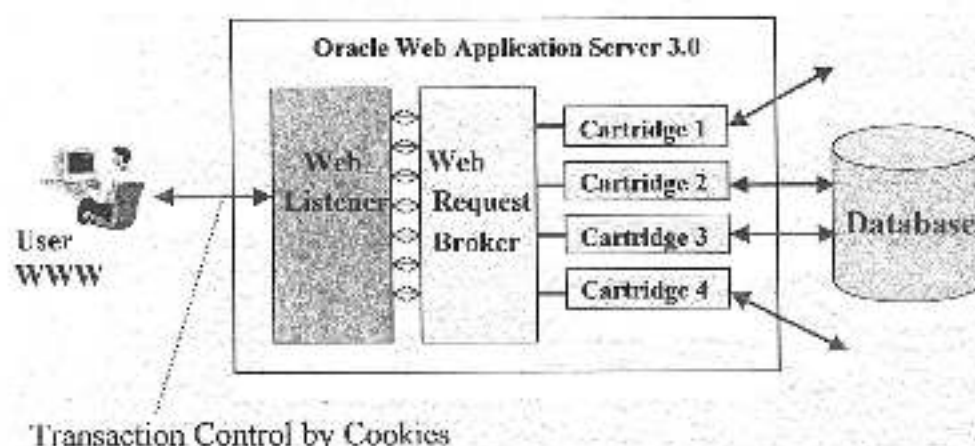 Oracle Web Application Server 3.0
Web
Listener
Web
Request
Broker
Cartridge 1
Cartridge 2
Cartridge 3
Cartridge 4
Database
User
WWW
Transaction Control by Cookies